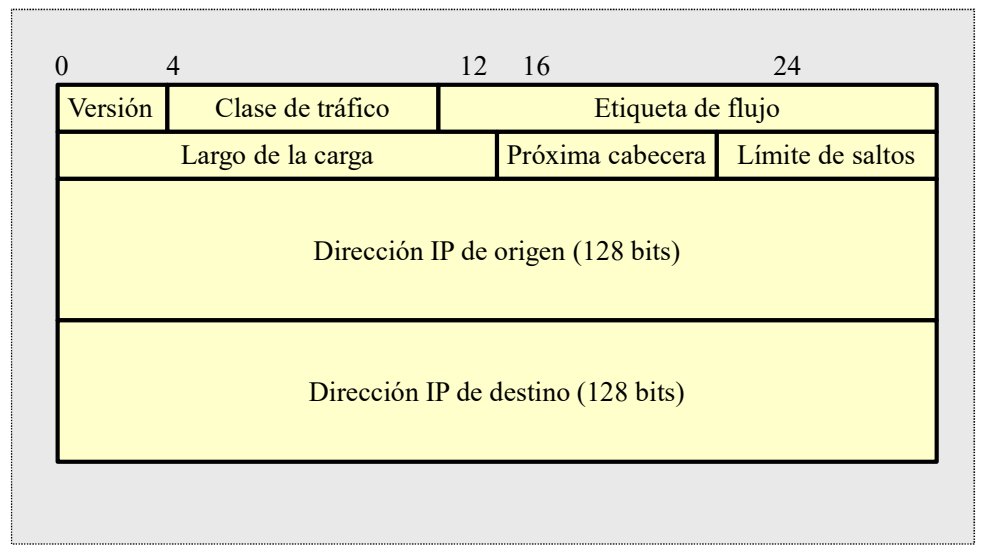 0 4 12 16 24
Versión Clase de tráfico Etiqueta de flujo
Largo de la carga Próxima cabecera Límite de saltos
Dirección IP de origen (128 bits)
Dirección IP de destino (128 bits)